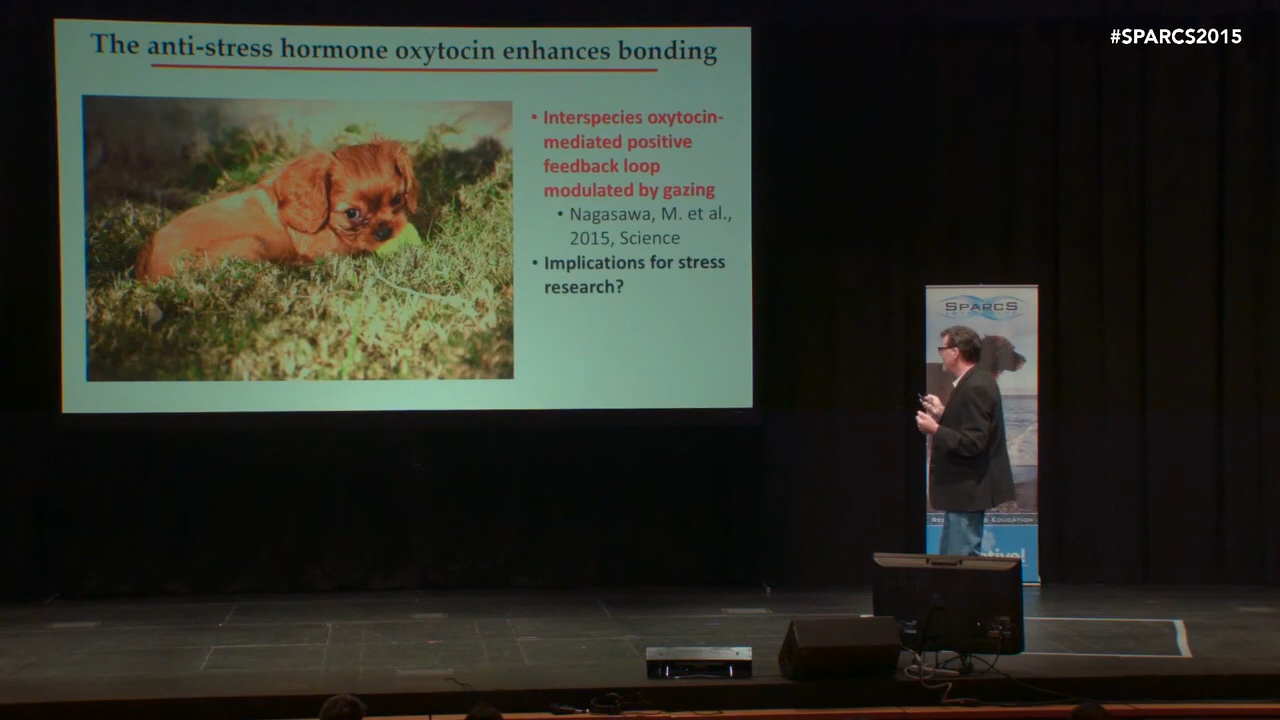 #SPARCS2015
The anti-stress hormone oxytocin enhances bonding
• Interspecies oxytocin-
mediated positive
feedback loop
modulated by gazing
• Nagasawa, M. et al.,
2015, Science
• Implications for stress
research?
SPARCS
EDUCATION